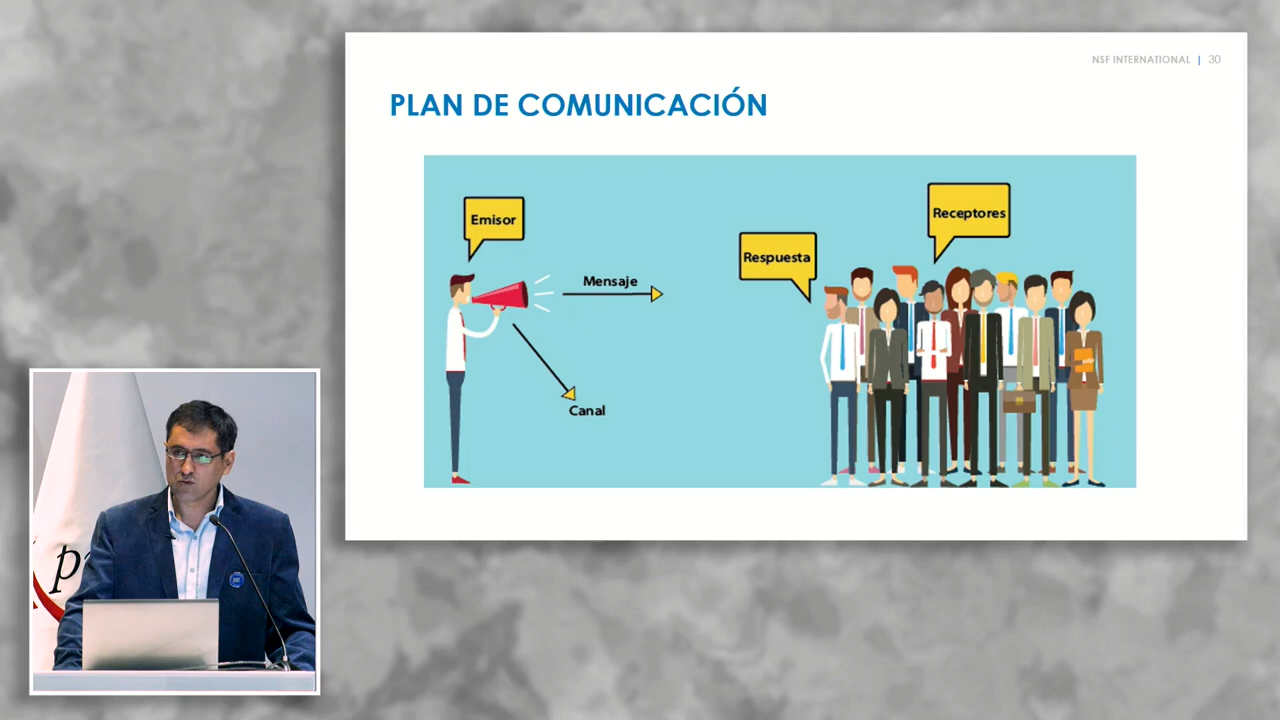 NSF INTERNATIONAL | 30
PLAN DE COMUNICACIÓN
Emisor
Receptores
Respuesta
Mensaje
Canal